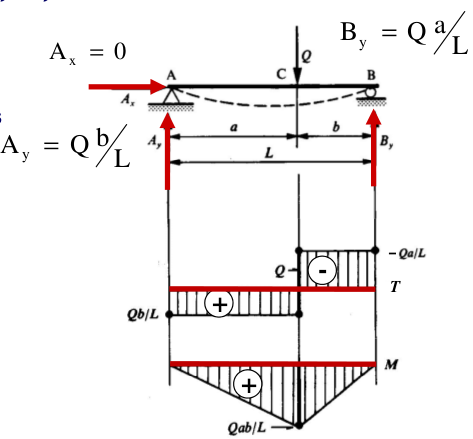 B_y = Q a/L
A_x = 0
Q
A C B
A_x
a b
A_y B_y
A_y = Q b/L
L
-Qa/L
Q -
T
+
Qb/L
M
+
Qab/L